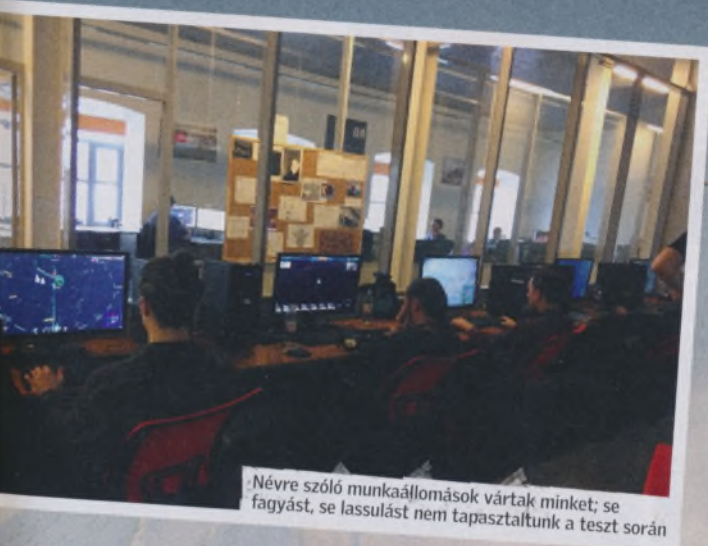 Névre szóló munkaállomások vártak minket; se
fagyást, se lassulást nem tapasztaltunk a teszt során